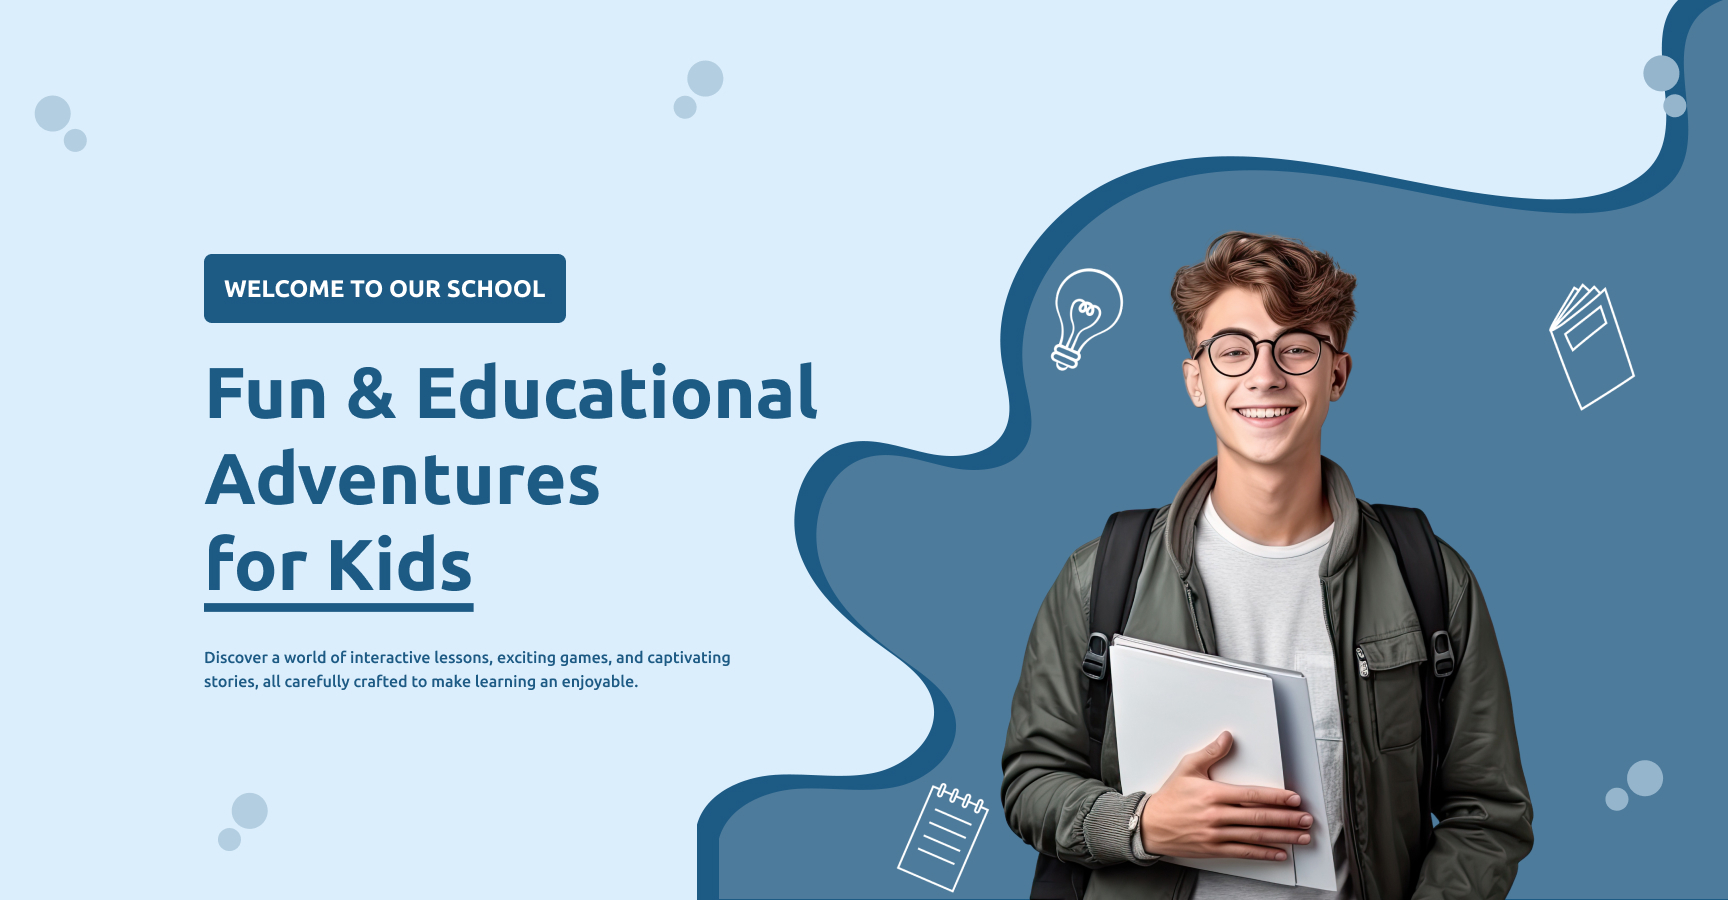 WELCOME TO OUR SCHOOL
Fun & Educational
Adventures
for Kids
Discover a world of interactive lessons, exciting games, and captivating
stories, all carefully crafted to make learning an enjoyable.